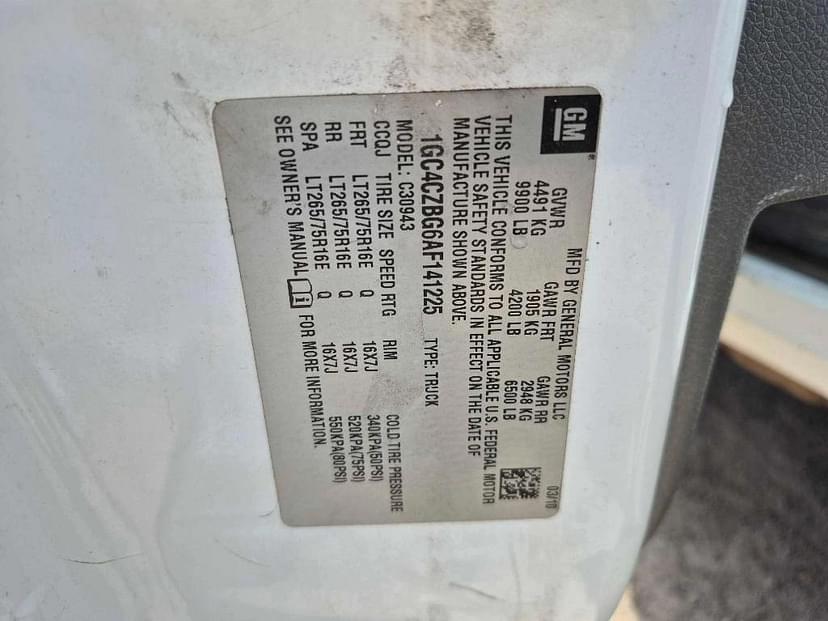 GM
MFD BY GENERAL MOTORS LLC 03/10
GVWR GAWR FRT GAWR RR
4491 KG 1905 KG 2948 KG
9900 LB 4200 LB 6500 LB
THIS VEHICLE CONFORMS TO ALL APPLICABLE U.S. FEDERAL MOTOR
VEHICLE SAFETY STANDARDS IN EFFECT ON THE DATE OF
MANUFACTURE SHOWN ABOVE.
1GC4CZBG6AF141225 TYPE: TRUCK
MODEL: C30943
CCQJ TIRE SIZE SPEED RTG RIM COLD TIRE PRESSURE
FRT LT265/75R16E Q 16X7J 340KPA(50PSI)
RR LT265/75R16E Q 16X7J 520KPA(75PSI)
SPA LT265/75R16E Q 16X7J 550KPA(80PSI)
SEE OWNER'S MANUAL i FOR MORE INFORMATION.